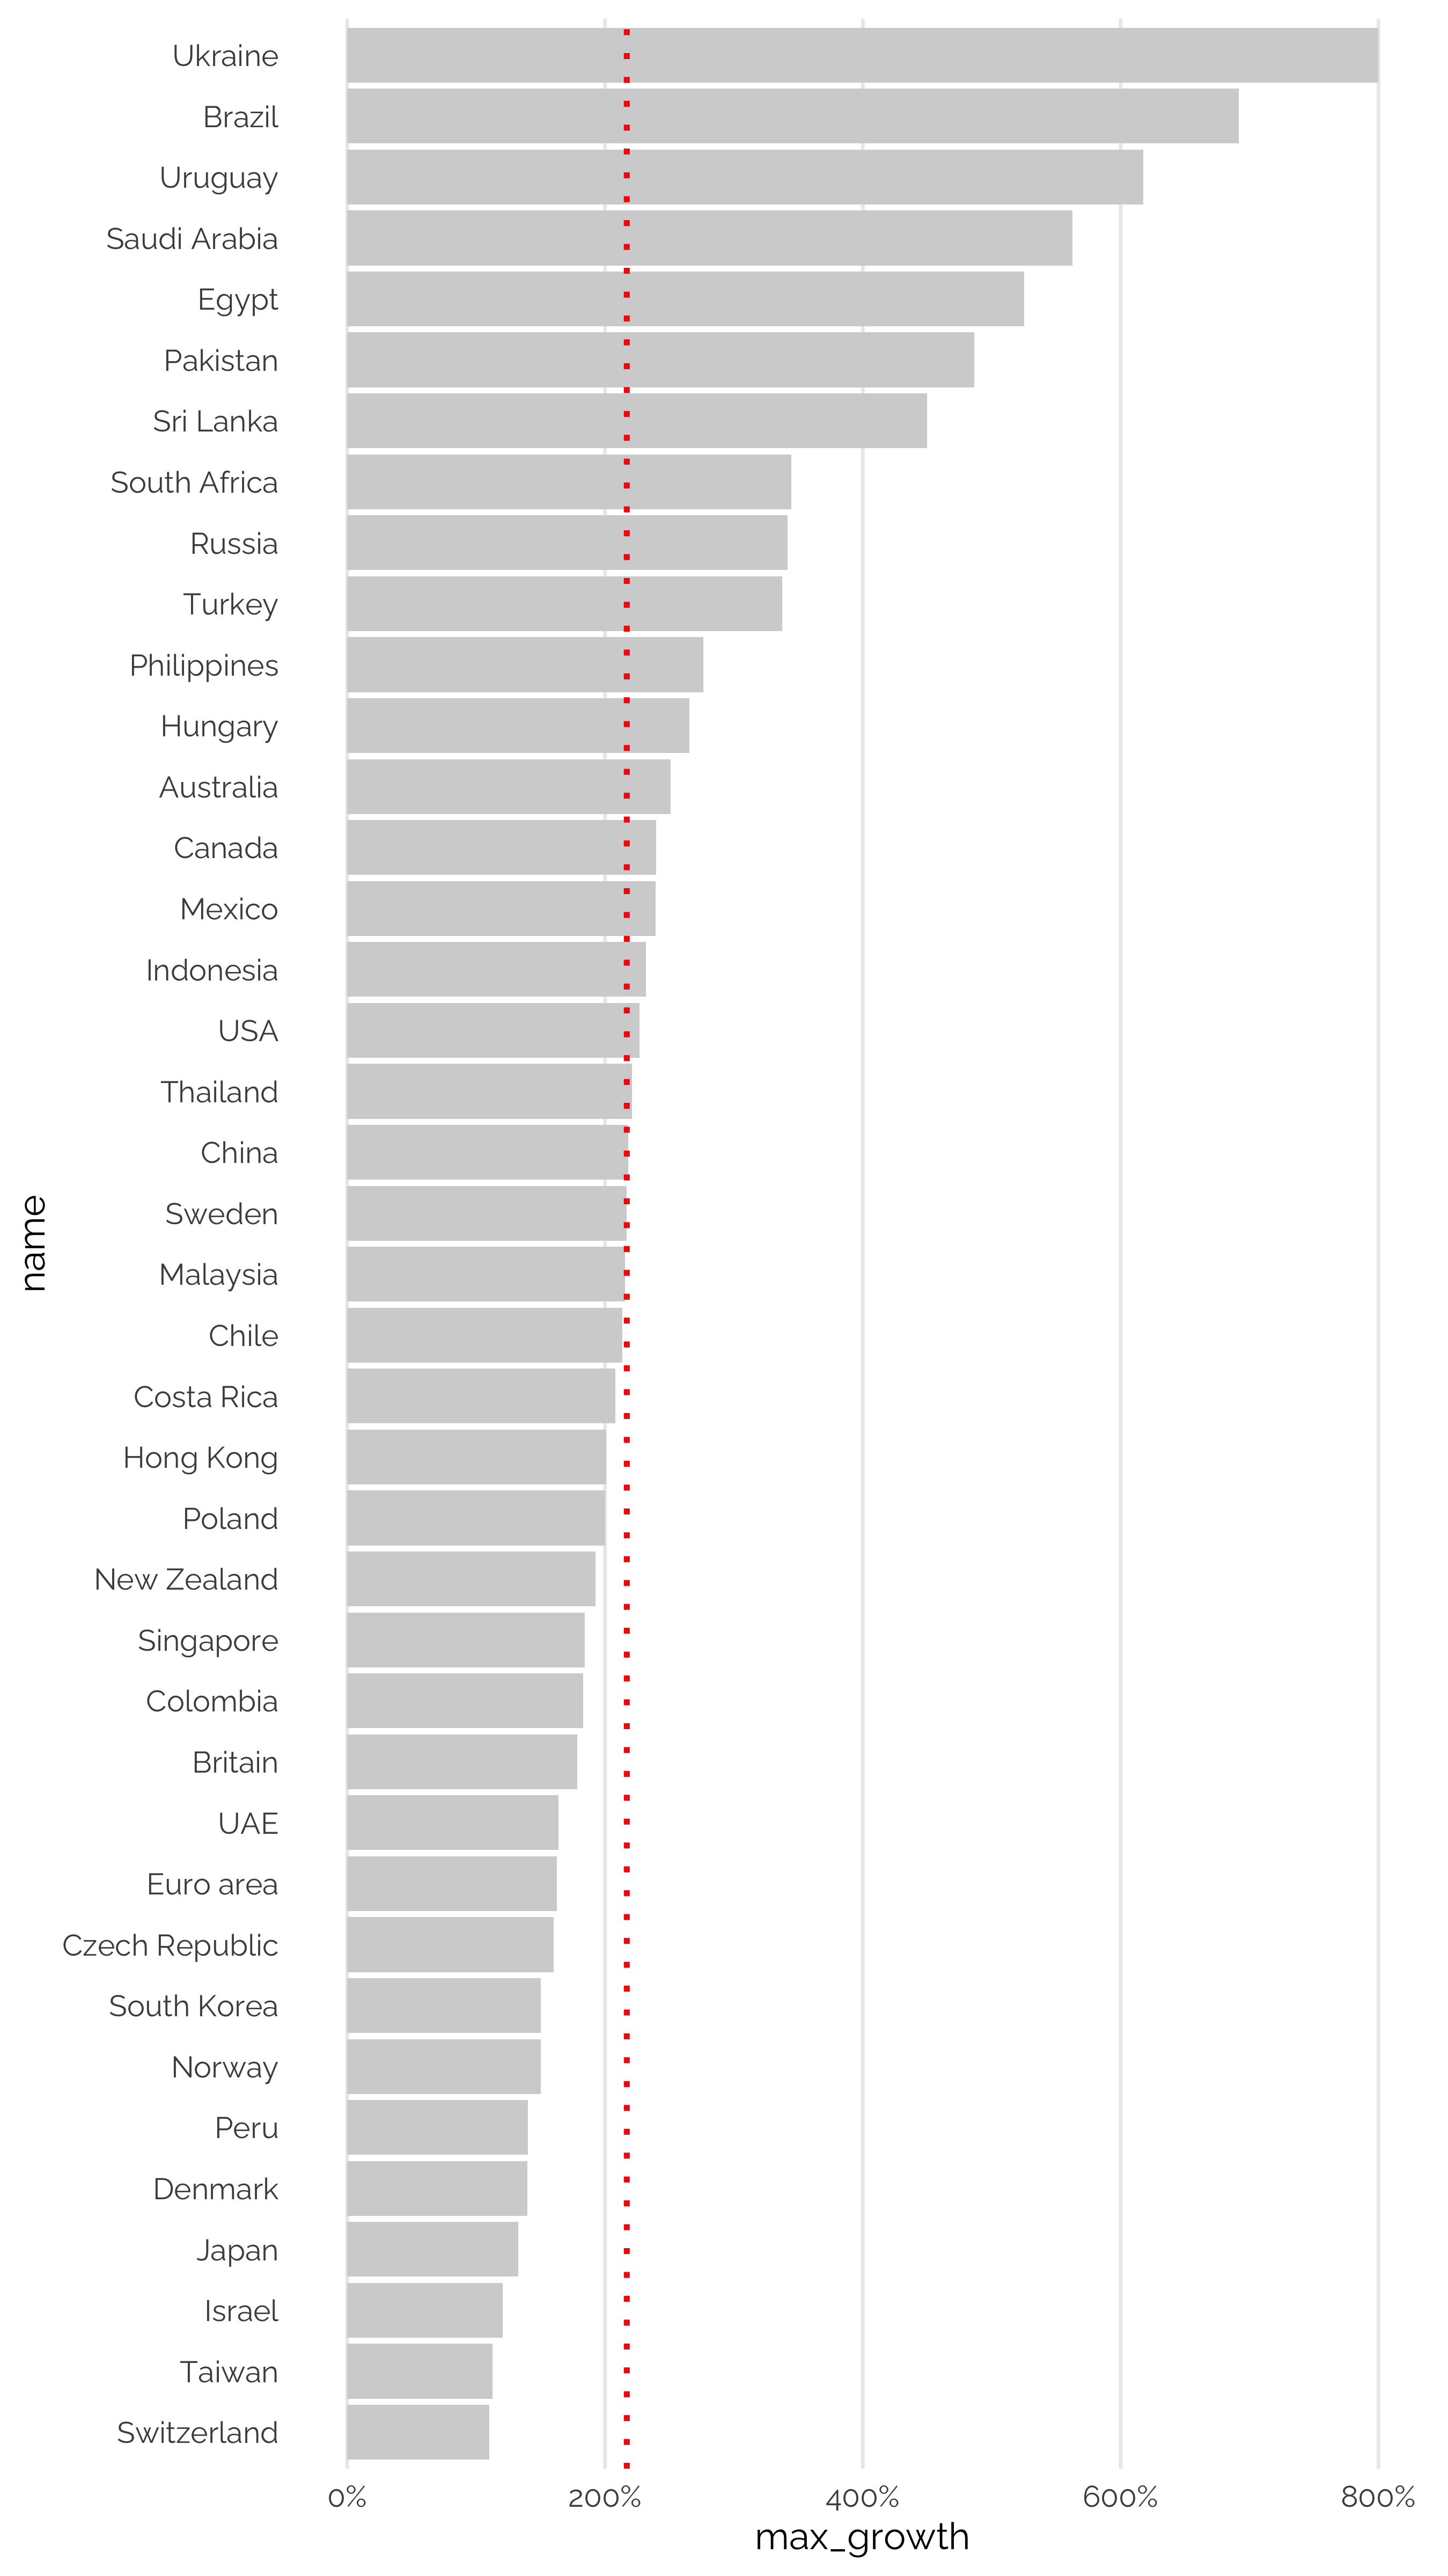 Ukraine
Brazil
Uruguay
Saudi Arabia
Egypt
Pakistan
Sri Lanka
South Africa
Russia
Turkey
Philippines
Hungary
Australia
Canada
Mexico
Indonesia
USA
Thailand
China
Sweden
Malaysia
Chile
Costa Rica
Hong Kong
Poland
New Zealand
Singapore
Colombia
Britain
UAE
Euro area
Czech Republic
South Korea
Norway
Peru
Denmark
Japan
Israel
Taiwan
Switzerland
name
0% 200% 400% 600% 800%
max_growth